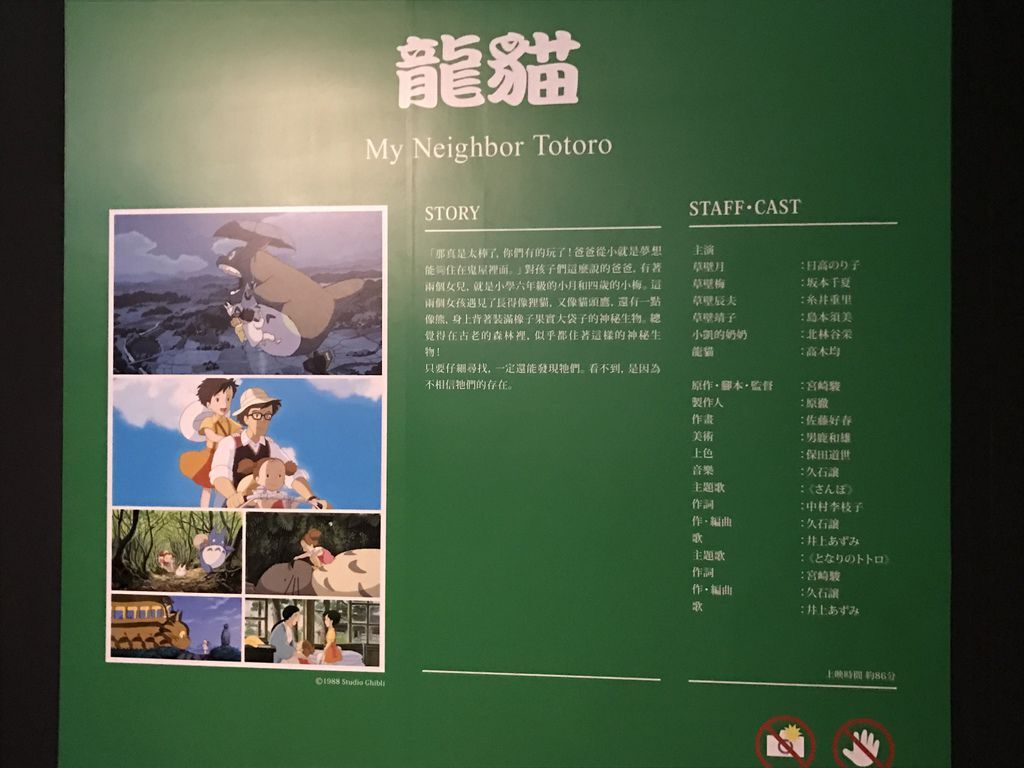 龍貓
My Neighbor Totoro
STORY
「那真是太棒了, 你們有的玩了! 爸爸從小就是夢想
能夠住在鬼屋裡面。」對孩子們這麼說的爸爸, 有著
兩個女兒, 就是小學六年級的小月和四歲的小梅。這
兩個女孩遇見了長得像狸貓, 又像貓頭鷹, 還有一點
像熊, 身上背著裝滿橡子果實大袋子的神秘生物。總
覺得在古老的森林裡, 似乎都住著這樣的神秘生
物!
只要仔細尋找, 一定還能發現牠們。看不到, 是因為
不相信牠們的存在。
STAFF・CAST
主演
草壁月 :日高のり子
草壁梅 :坂本千夏
草壁辰夫 :糸井重里
草壁靖子 :島本須美
小凱的奶奶 :北林谷栄
龍貓 :高木均
原作・腳本・監督 :宮崎駿
製作人 :原徹
作畫 :佐藤好春
美術 :男鹿和雄
上色 :保田道世
音樂 :久石讓
主題歌 :《さんぽ》
作詞 :中村李枝子
作・編曲 :久石讓
歌 :井上あずみ
主題歌 :《となりのトトロ》
作詞 :宮崎駿
作・編曲 :久石讓
歌 :井上あずみ
上映時間 約86分
©1988 Studio Ghibli